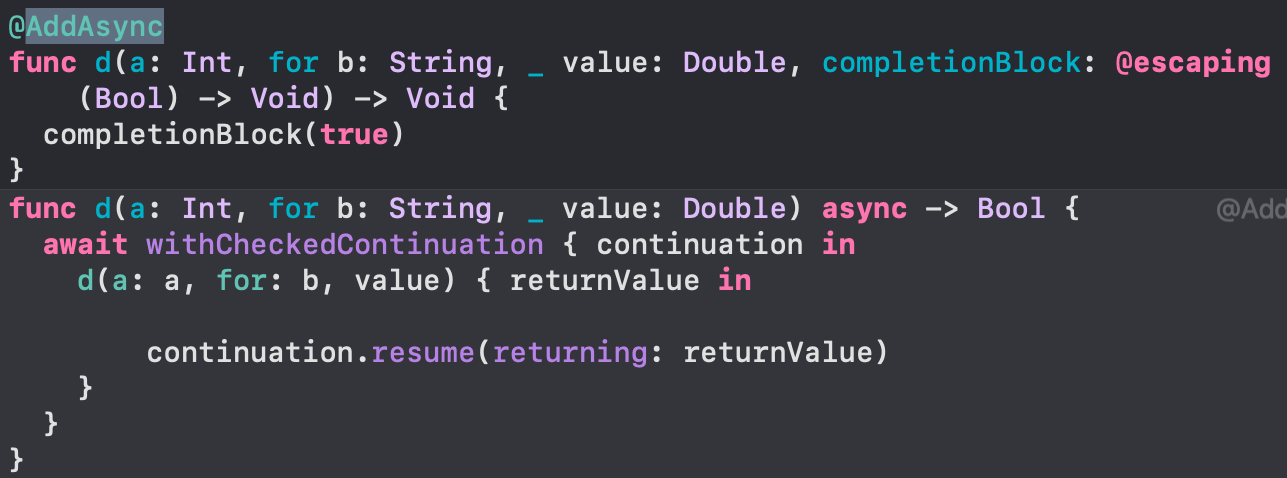 @AddAsync
func d(a: Int, for b: String, _ value: Double, completionBlock: @escaping
    (Bool) -> Void) -> Void {
  completionBlock(true)
}
func d(a: Int, for b: String, _ value: Double) async -> Bool { @Add
  await withCheckedContinuation { continuation in
    d(a: a, for: b, value) { returnValue in
        continuation.resume(returning: returnValue)
    }
  }
}